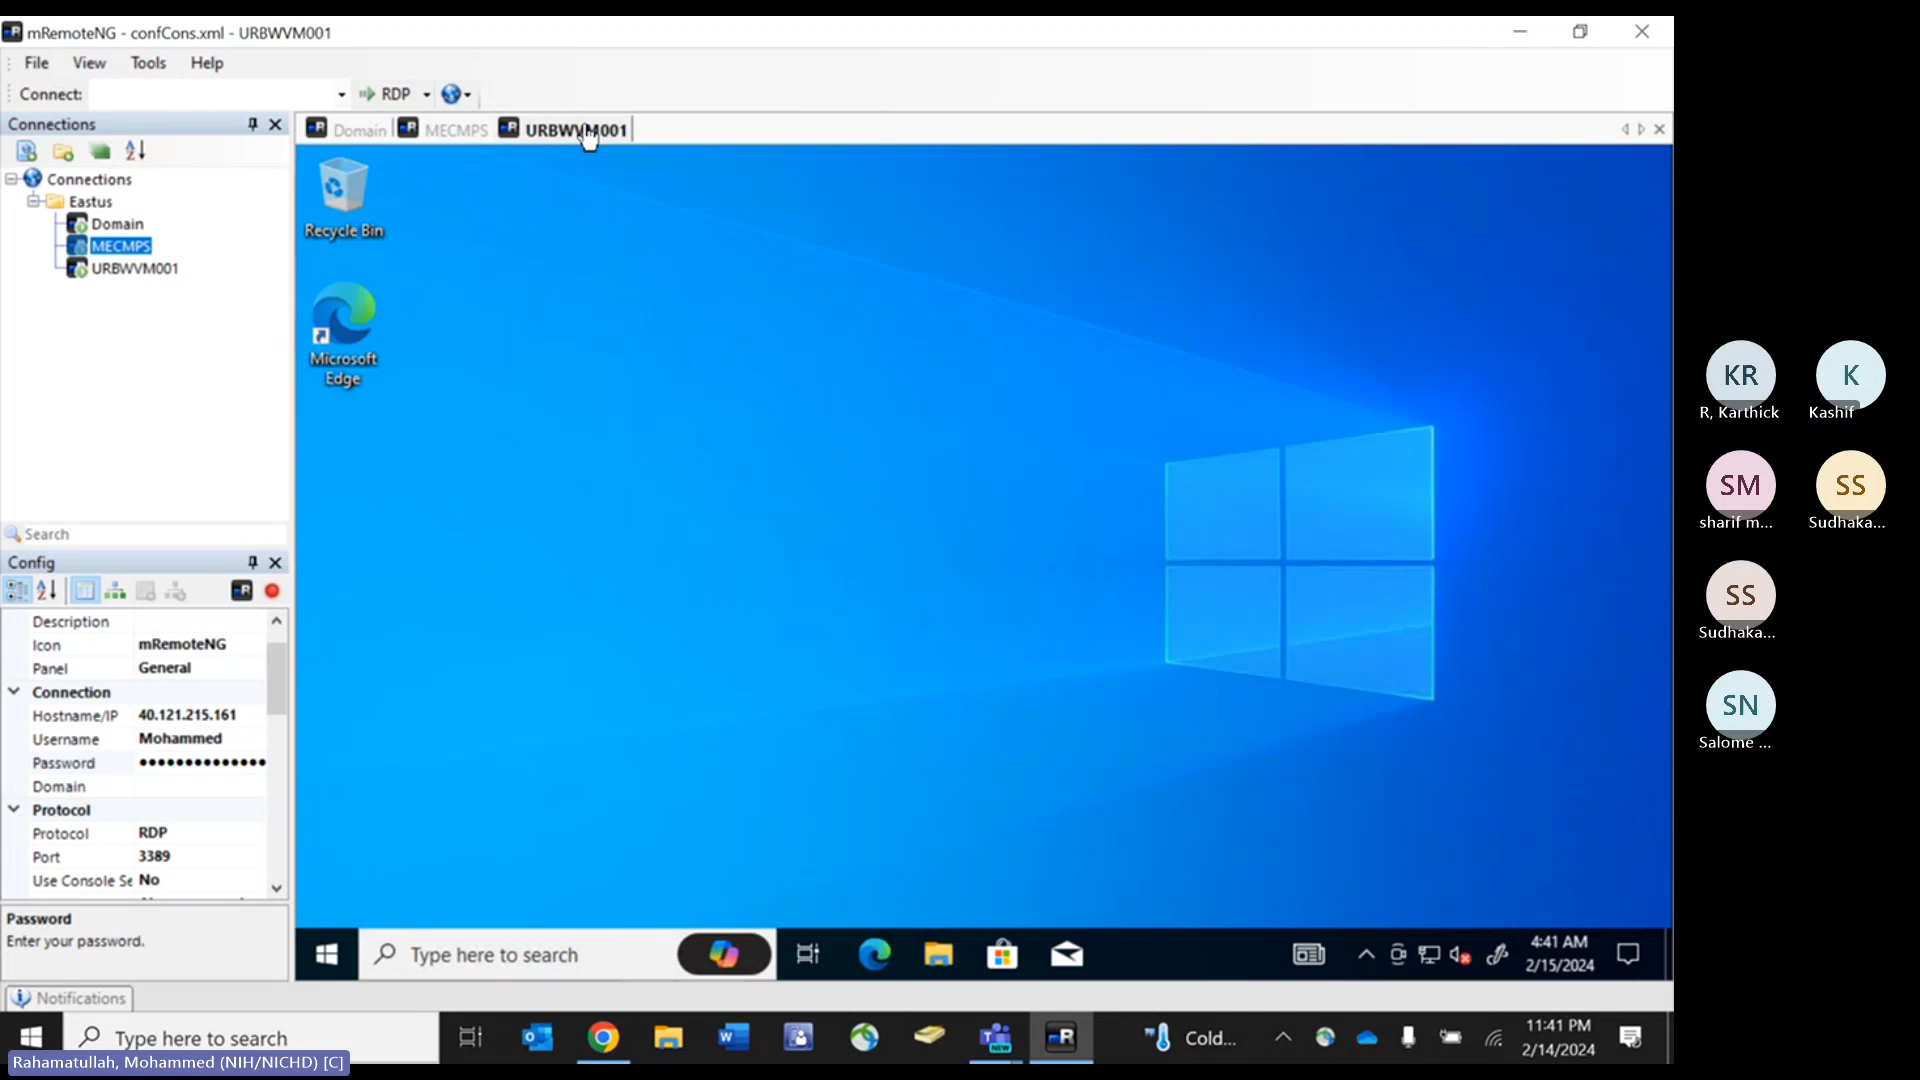 mRemoteNG - confCons.xml - URBWVM001
File View Tools Help
Connect: RDP
Connections
Domain MECMPS URBWVM001
Connections
Eastus
Domain
MECMPS
URBWVM001
Recycle Bin
Microsoft
Edge
Search
Config
Description
Icon mRemoteNG
Panel General
Connection
Hostname/IP 40.121.215.161
Username Mohammed
Password ●●●●●●●●●●●●●●
Domain
Protocol
Protocol RDP
Port 3389
Use Console Se No
Password
Enter your password.
Type here to search
4:41 AM
2/15/2024
Notifications
Type here to search
Cold...
11:41 PM
2/14/2024
Rahamatullah, Mohammed (NIH/NICHD) [C]
KR K
R, Karthick Kashif
SM SS
sharif m... Sudhaka...
SS
Sudhaka...
SN
Salome ...